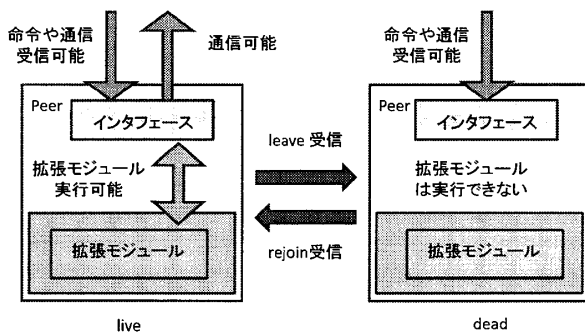 命令や通信
受信可能
通信可能
Peer
インタフェース
拡張モジュール
実行可能
拡張モジュール
live
leave 受信
rejoin受信
命令や通信
受信可能
Peer
インタフェース
拡張モジュール
は実行できない
拡張モジュール
dead